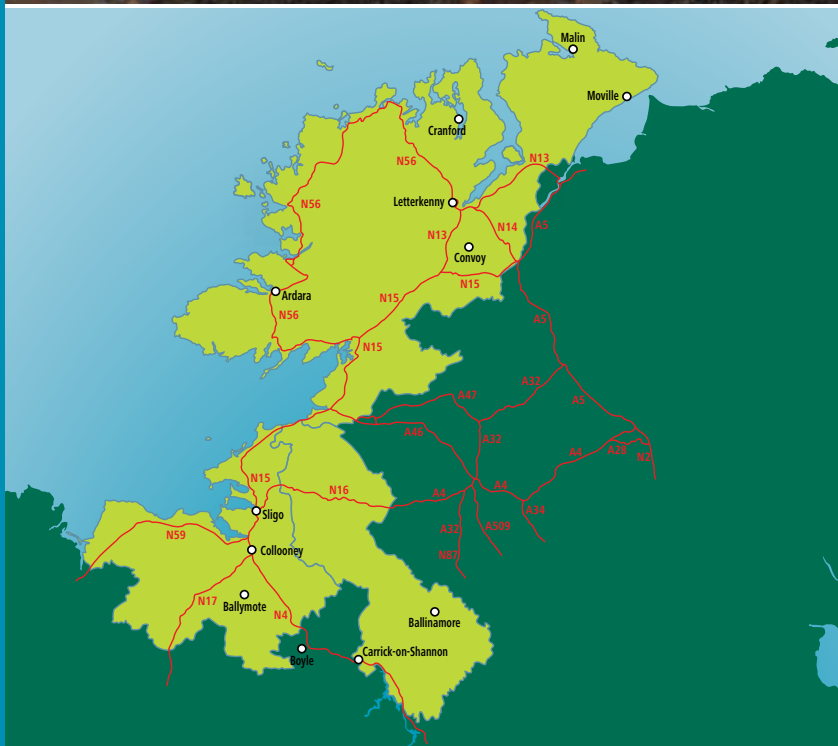 Malin
Moville
Cranford
N56
N13
Letterkenny
N56
N14
A5
N13
Convoy
N15
N15
Ardara
N56
A5
N15
A32
A47
A5
A46
A32
A4
A28
N2
N15
N16
A4
A4
Sligo
A34
N59
A32
A509
Collooney
N87
N17
Ballymote
N4
Ballinamore
Boyle
Carrick-on-Shannon